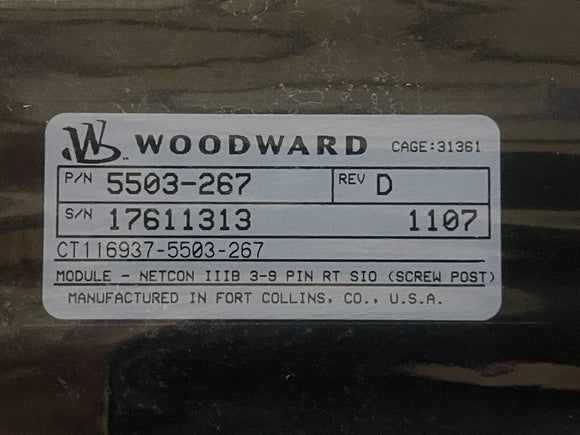 W WOODWARD CAGE:31361
P/N 5503-267 REV D
S/N 17611313 1107
CT116937-5503-267
MODULE - NETCON IIIB 3-9 PIN RT SIO (SCREW POST)
MANUFACTURED IN FORT COLLINS, CO., U.S.A.